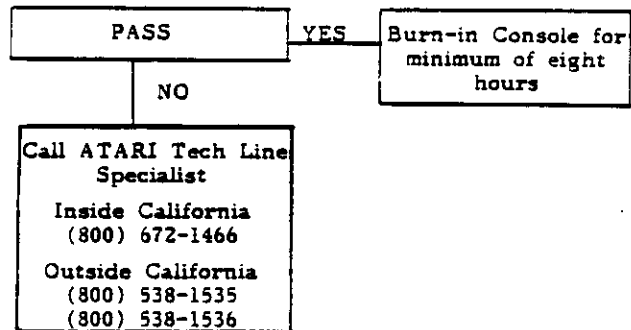 PASS
YES
Burn-in Console for
minimum of eight
hours
NO
Call ATARI Tech Line
Specialist
Inside California
(800) 672-1466
Outside California
(800) 538-1535
(800) 538-1536